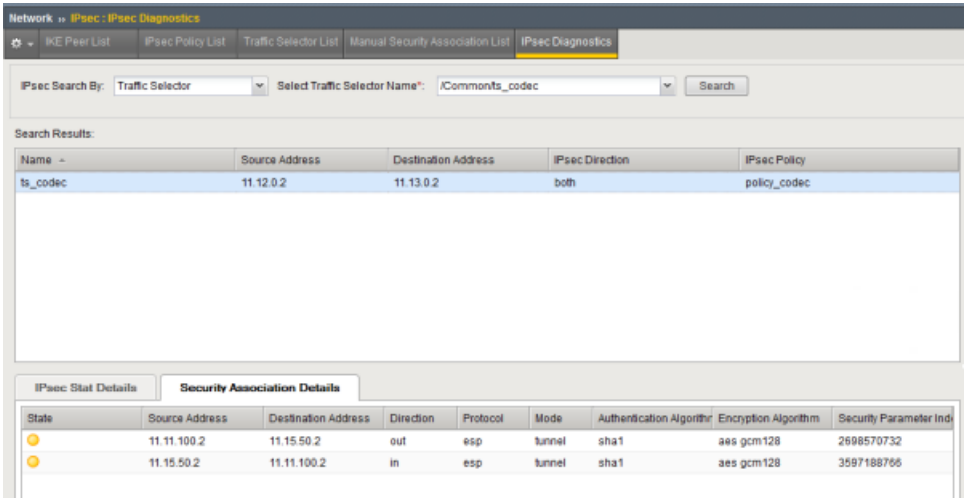 Network ›› IPsec : IPsec Diagnostics
IKE Peer List IPsec Policy List Traffic Selector List Manual Security Association List IPsec Diagnostics
IPsec Search By: Traffic Selector Select Traffic Selector Name*: /Common/ts_codec Search
Search Results:
Name Source Address Destination Address IPsec Direction IPsec Policy
ts_codec 11.12.0.2 11.13.0.2 both policy_codec
IPsec Stat Details Security Association Details
State Source Address Destination Address Direction Protocol Mode Authentication Algorithm Encryption Algorithm Security Parameter Inde
11.11.100.2 11.15.50.2 out esp tunnel sha1 aes gcm128 2698570732
11.15.50.2 11.11.100.2 in esp tunnel sha1 aes gcm128 3597188766